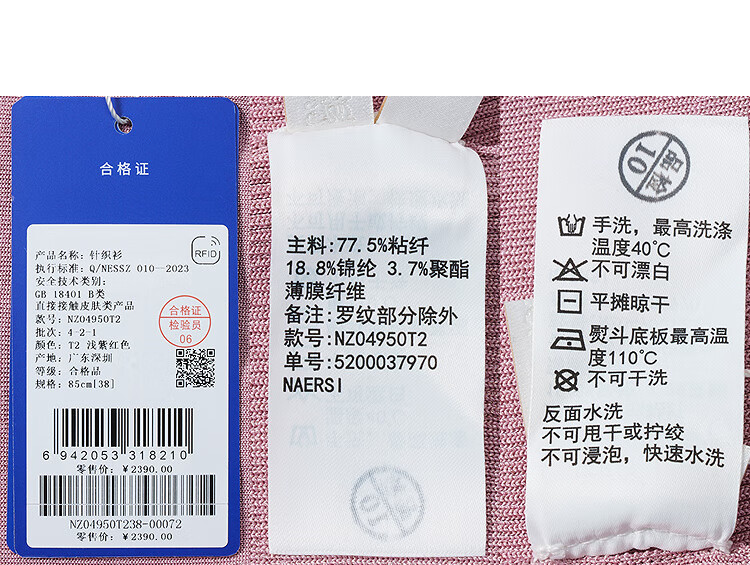 合格证
RFID
产品名称: 针织衫
执行标准: Q/NESSZ 010—2023
安全技术类别:
GB 18401 B类
直接接触皮肤类产品
款号: NZ04950T2
批次: 4-2-1
颜色: T2 浅紫红色
产地: 广东深圳
等级: 合格品
规格: 85cm[38]
合格证
检验员
06
6 942053 318210
零售价: ¥2390.00
NZ04950T238-00072
零售价: ¥2390.00
主料:77.5%粘纤
18.8%锦纶 3.7%聚酯
薄膜纤维
备注:罗纹部分除外
款号:NZ04950T2
单号:5200037970
NAERSI
品检
10
手洗，最高洗涤
温度40℃
不可漂白
平摊晾干
熨斗底板最高温
度110℃
不可干洗
反面水洗
不可甩干或拧绞
不可浸泡，快速水洗